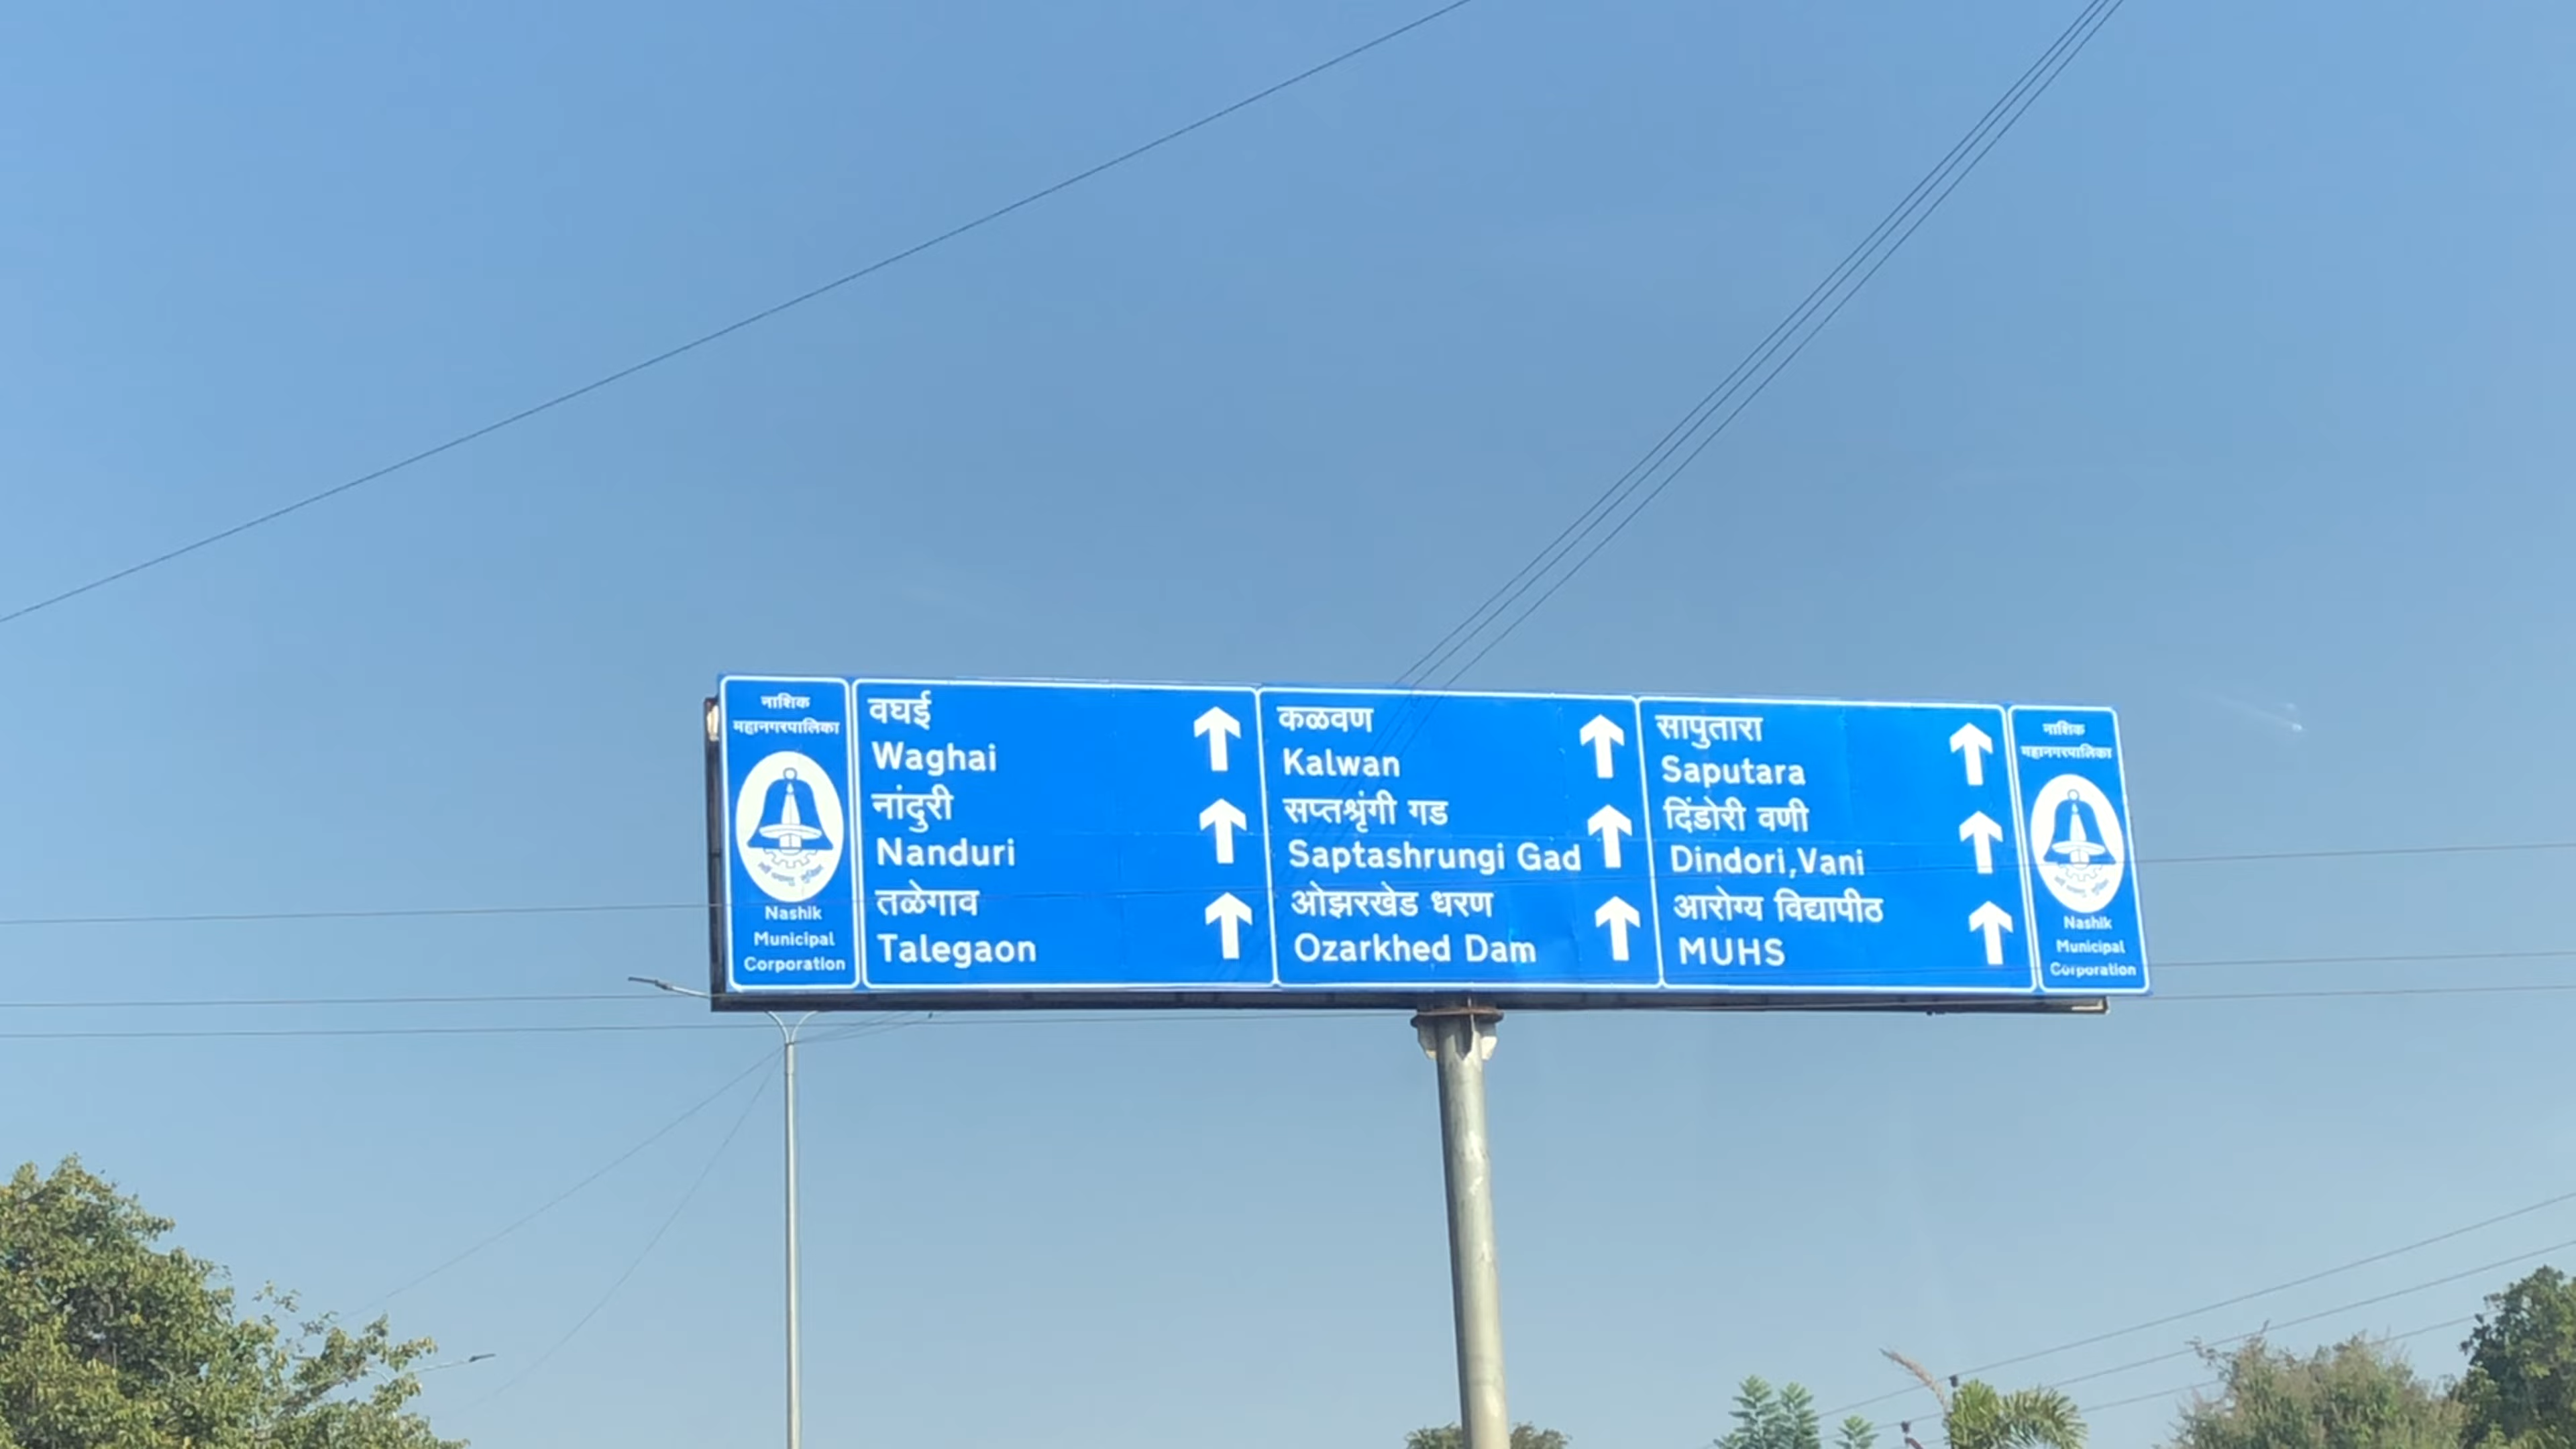 नाशिक
महानगरपालिका
Nashik
Municipal
Corporation
वघई
Waghai
नांदुरी
Nanduri
तळेगाव
Talegaon
कळवण
Kalwan
सप्तश्रृंगी गड
Saptashrungi Gad
ओझरखेड धरण
Ozarkhed Dam
सापुतारा
Saputara
दिंडोरी वणी
Dindori,Vani
आरोग्य विद्यापीठ
MUHS
नाशिक
महानगरपालिका
Nashik
Municipal
Corporation